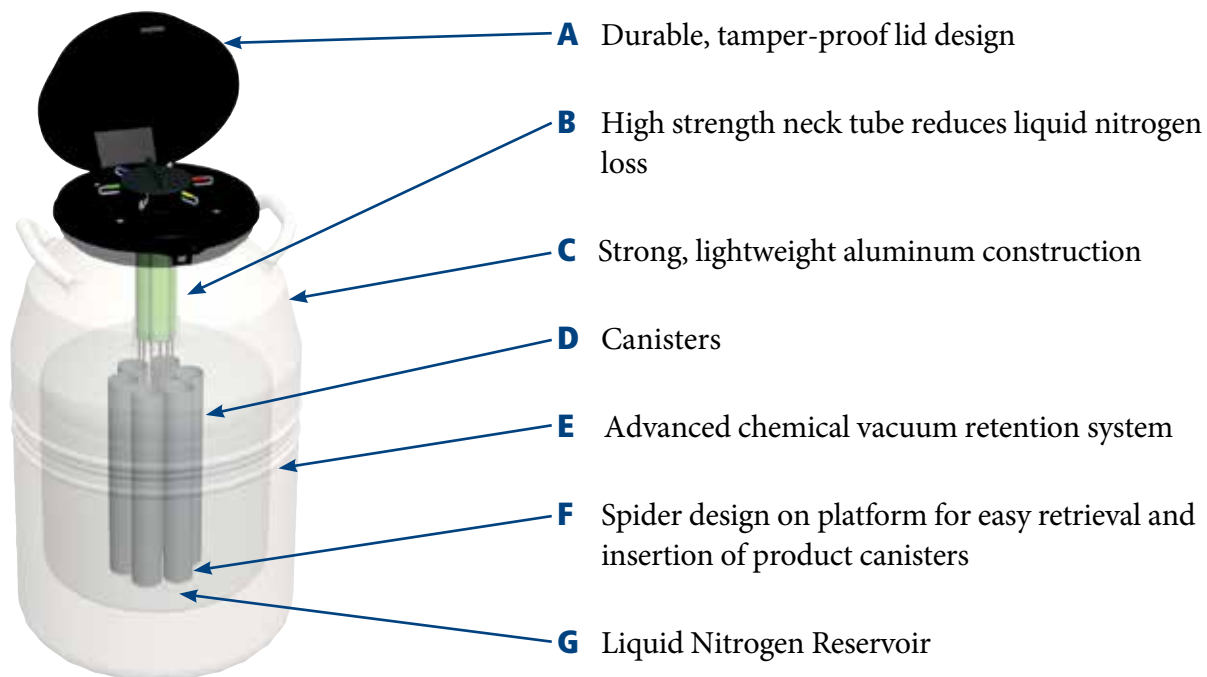 A Durable, tamper-proof lid design
B High strength neck tube reduces liquid nitrogen
loss
C Strong, lightweight aluminum construction
D Canisters
E Advanced chemical vacuum retention system
F Spider design on platform for easy retrieval and
insertion of product canisters
G Liquid Nitrogen Reservoir